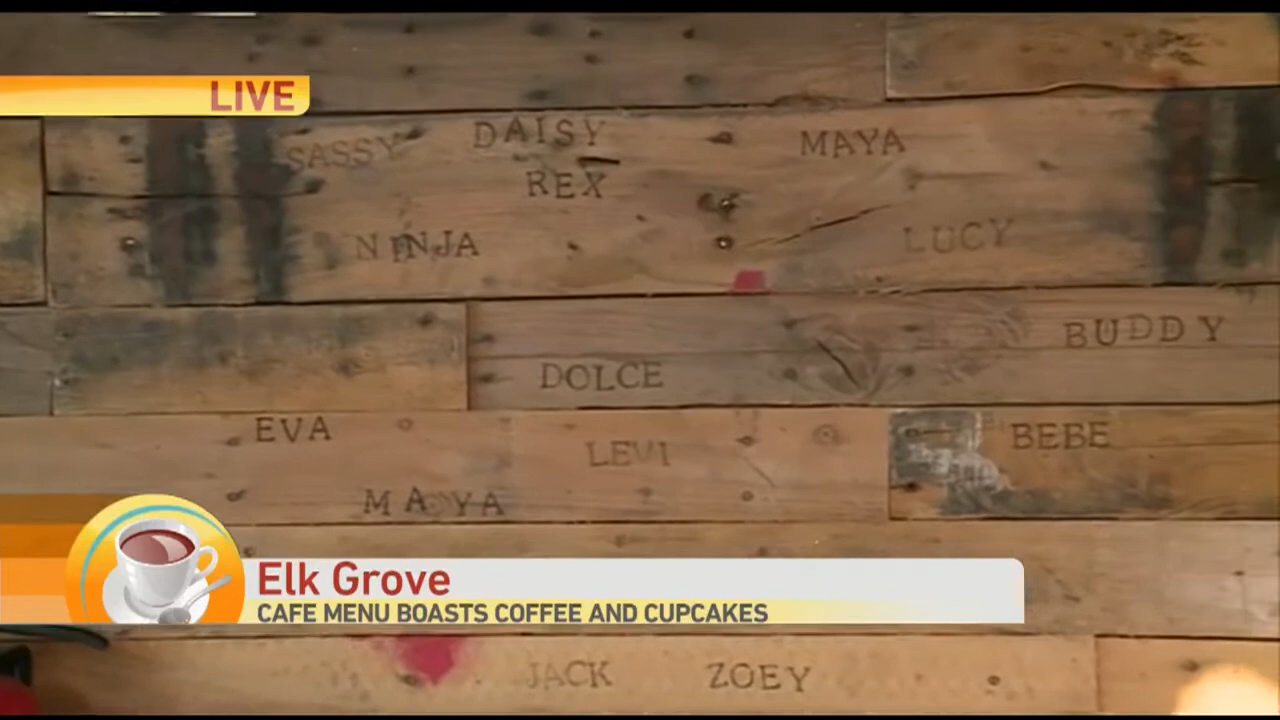 LIVE
SASSY DAISY MAYA
REX
NINJA LUCY
BUDDY
DOLCE
EVA BEBE
LEVI
MAYA
Elk Grove
CAFE MENU BOASTS COFFEE AND CUPCAKES
JACK ZOEY